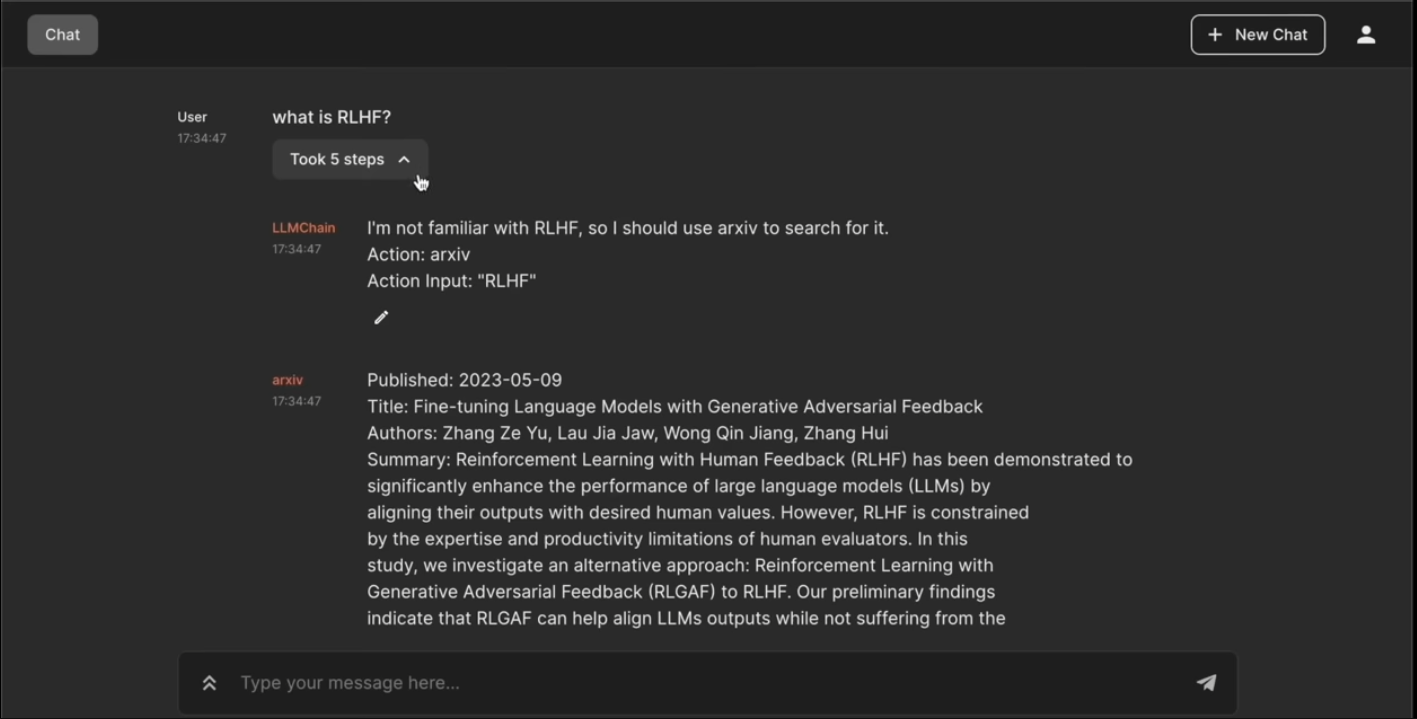 Chat
+ New Chat
User
what is RLHF?
17:34:47
Took 5 steps
LLMChain
I'm not familiar with RLHF, so I should use arxiv to search for it.
17:34:47
Action: arxiv
Action Input: "RLHF"
arxiv
Published: 2023-05-09
17:34:47
Title: Fine-tuning Language Models with Generative Adversarial Feedback
Authors: Zhang Ze Yu, Lau Jia Jaw, Wong Qin Jiang, Zhang Hui
Summary: Reinforcement Learning with Human Feedback (RLHF) has been demonstrated to
significantly enhance the performance of large language models (LLMs) by
aligning their outputs with desired human values. However, RLHF is constrained
by the expertise and productivity limitations of human evaluators. In this
study, we investigate an alternative approach: Reinforcement Learning with
Generative Adversarial Feedback (RLGAF) to RLHF. Our preliminary findings
indicate that RLGAF can help align LLMs outputs while not suffering from the
Type your message here...